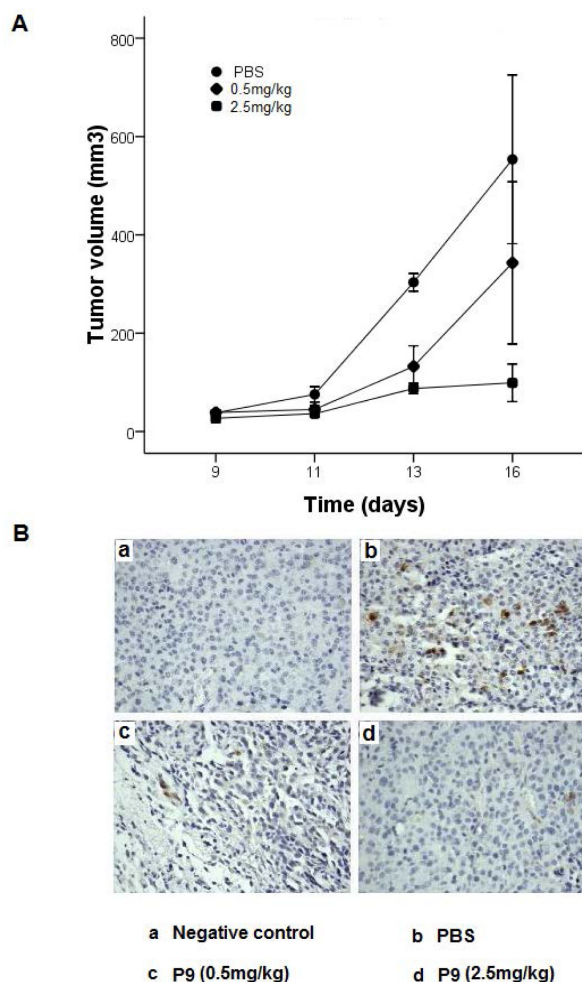 A
800
600
400
200
0
Tumor volume (mm3)
PBS
0.5mg/kg
2.5mg/kg
9 11 13 16
Time (days)
B
a
b
c
d
a Negative control b PBS
c P9 (0.5mg/kg) d P9 (2.5mg/kg)